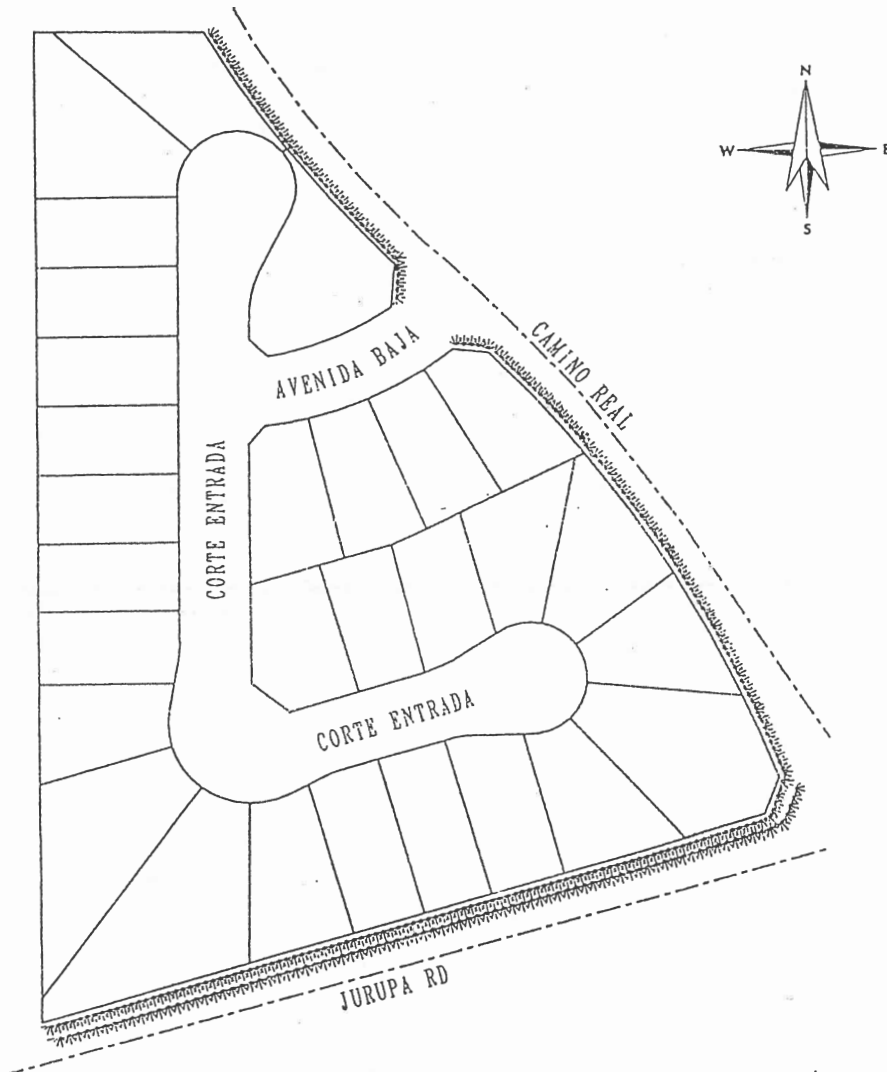 N
W
E
S
CAMINO REAL
AVENIDA BAJA
CORTE ENTRADA
CORTE ENTRADA
JURUPA RD